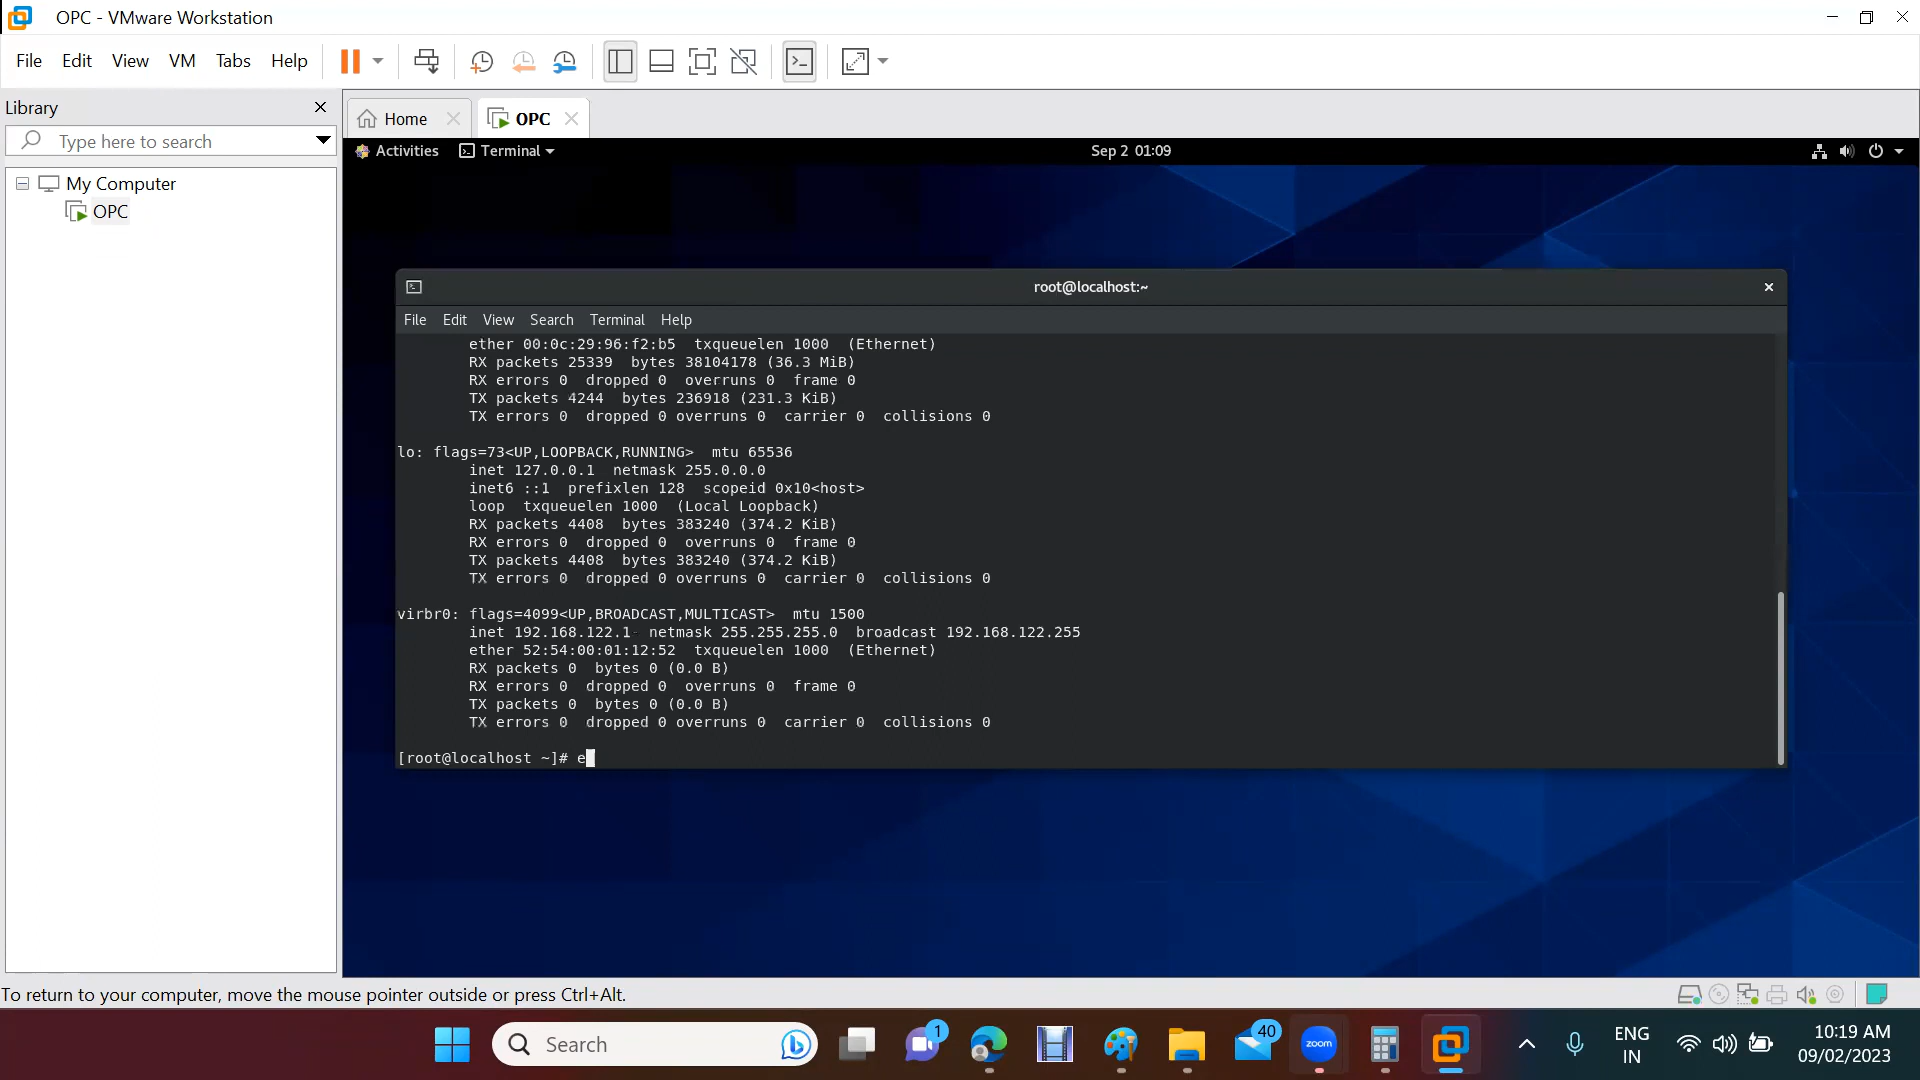 OPC - VMware Workstation
File Edit View VM Tabs Help
Library
Type here to search
My Computer
OPC
Home
OPC
Activities
Terminal
Sep 2 01:09
root@localhost:~
File Edit View Search Terminal Help
ether 00:0c:29:96:f2:b5 txqueuelen 1000 (Ethernet)
RX packets 25339 bytes 38104178 (36.3 MiB)
RX errors 0 dropped 0 overruns 0 frame 0
TX packets 4244 bytes 236918 (231.3 KiB)
TX errors 0 dropped 0 overruns 0 carrier 0 collisions 0
lo: flags=73<UP,LOOPBACK,RUNNING> mtu 65536
inet 127.0.0.1 netmask 255.0.0.0
inet6 ::1 prefixlen 128 scopeid 0x10<host>
loop txqueuelen 1000 (Local Loopback)
RX packets 4408 bytes 383240 (374.2 KiB)
RX errors 0 dropped 0 overruns 0 frame 0
TX packets 4408 bytes 383240 (374.2 KiB)
TX errors 0 dropped 0 overruns 0 carrier 0 collisions 0
virbr0: flags=4099<UP,BROADCAST,MULTICAST> mtu 1500
inet 192.168.122.1 netmask 255.255.255.0 broadcast 192.168.122.255
ether 52:54:00:01:12:52 txqueuelen 1000 (Ethernet)
RX packets 0 bytes 0 (0.0 B)
RX errors 0 dropped 0 overruns 0 frame 0
TX packets 0 bytes 0 (0.0 B)
TX errors 0 dropped 0 overruns 0 carrier 0 collisions 0
[root@localhost ~]# e
To return to your computer, move the mouse pointer outside or press Ctrl+Alt.
Search
1
40
zoom
ENG
IN
10:19 AM
09/02/2023